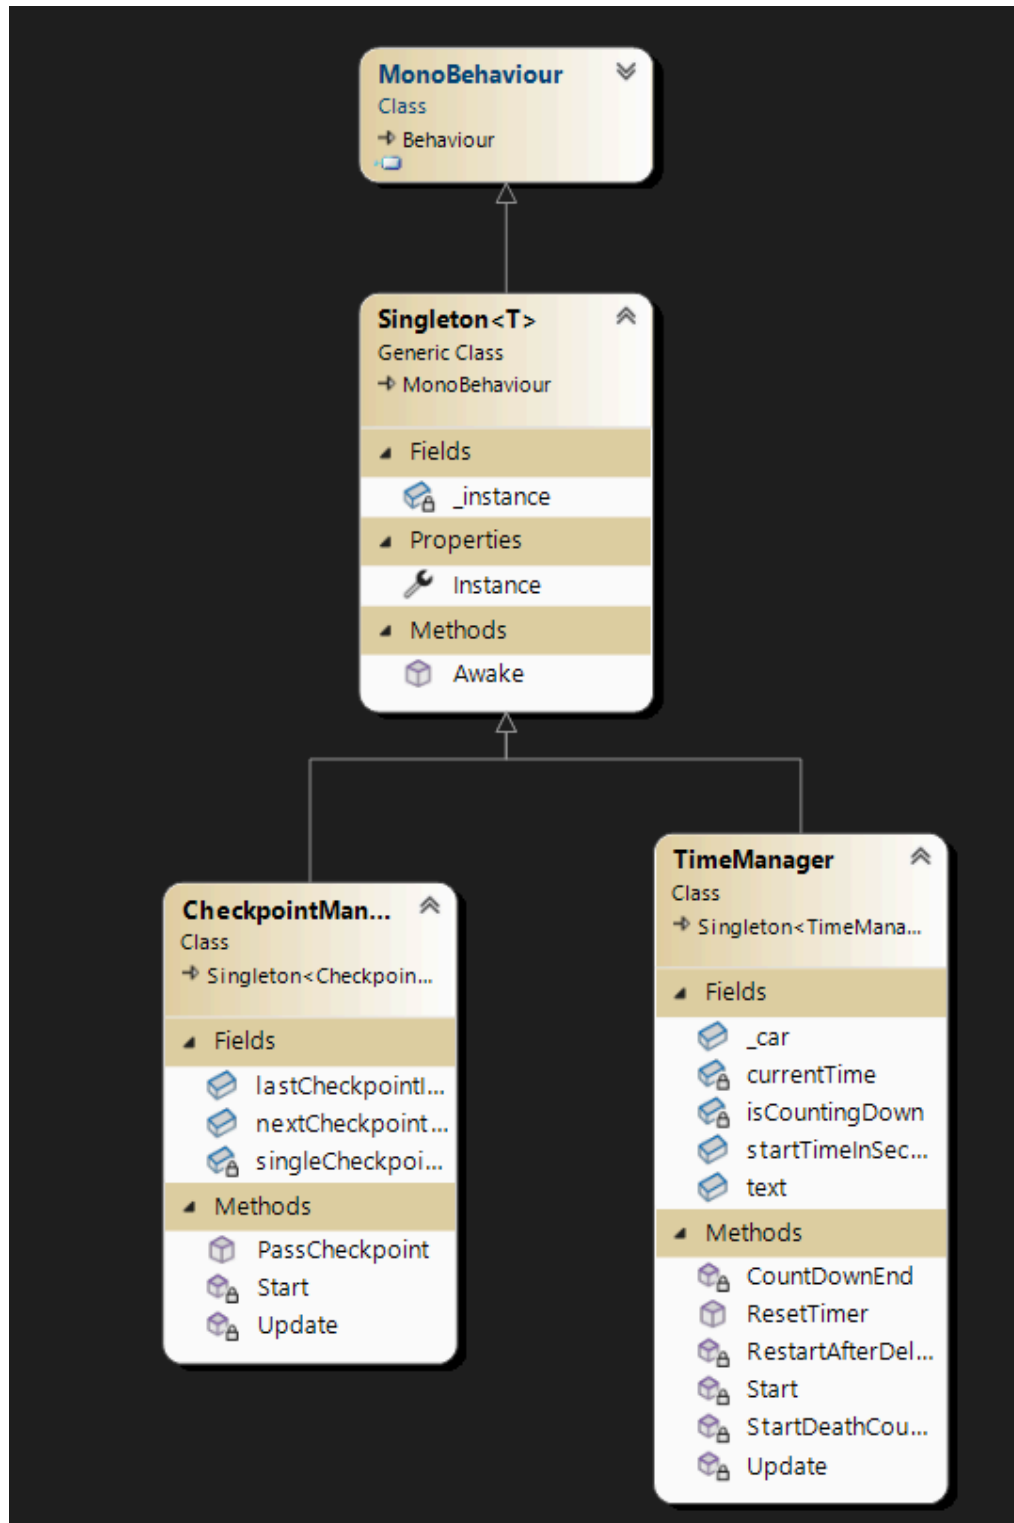 MonoBehaviour
Class
Behaviour
Singleton<T>
Generic Class
MonoBehaviour
Fields
_instance
Properties
Instance
Methods
Awake
CheckpointMan...
Class
Singleton<Checkpoin...
Fields
lastCheckpointI...
nextCheckpoint...
singleCheckpoi...
Methods
PassCheckpoint
Start
Update
TimeManager
Class
Singleton<TimeMana...
Fields
_car
currentTime
isCountingDown
startTimeInSec...
text
Methods
CountDownEnd
ResetTimer
RestartAfterDel...
Start
StartDeathCou...
Update